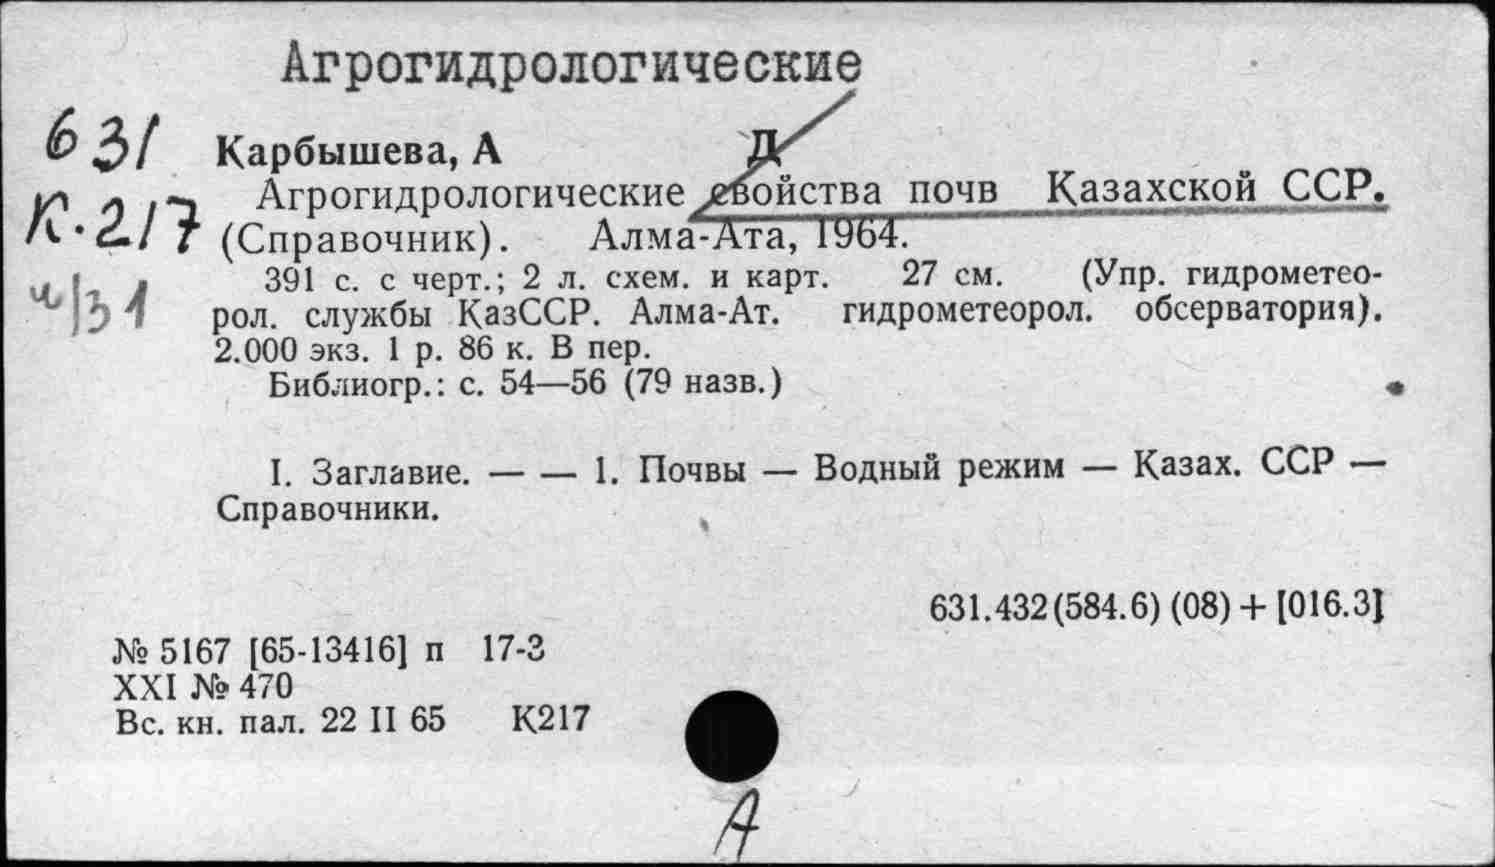 Агрогидрологические
631 Карбышева, А Д
К.217 Агрогидрологические свойства почв Казахской ССР.
(Справочник). Алма-Ата, 1964.
391 с. с черт.; 2 л. схем. и карт. 27 см. (Упр. гидрометео-
рол. службы КазССР. Алма-Ат. гидрометеорол. обсерватория).
2.000 экз. 1 р. 86 к. В пер.
Библиогр.: с. 54—56 (79 назв.)
I. Заглавие. — — 1. Почвы — Водный режим — Казах. ССР —
Справочники.
631.432(584.6) (08) + [016.3]
№ 5167 [65-13416] п 17-3
XXI № 470
Вс. кн. пал. 22 II 65 К217
А